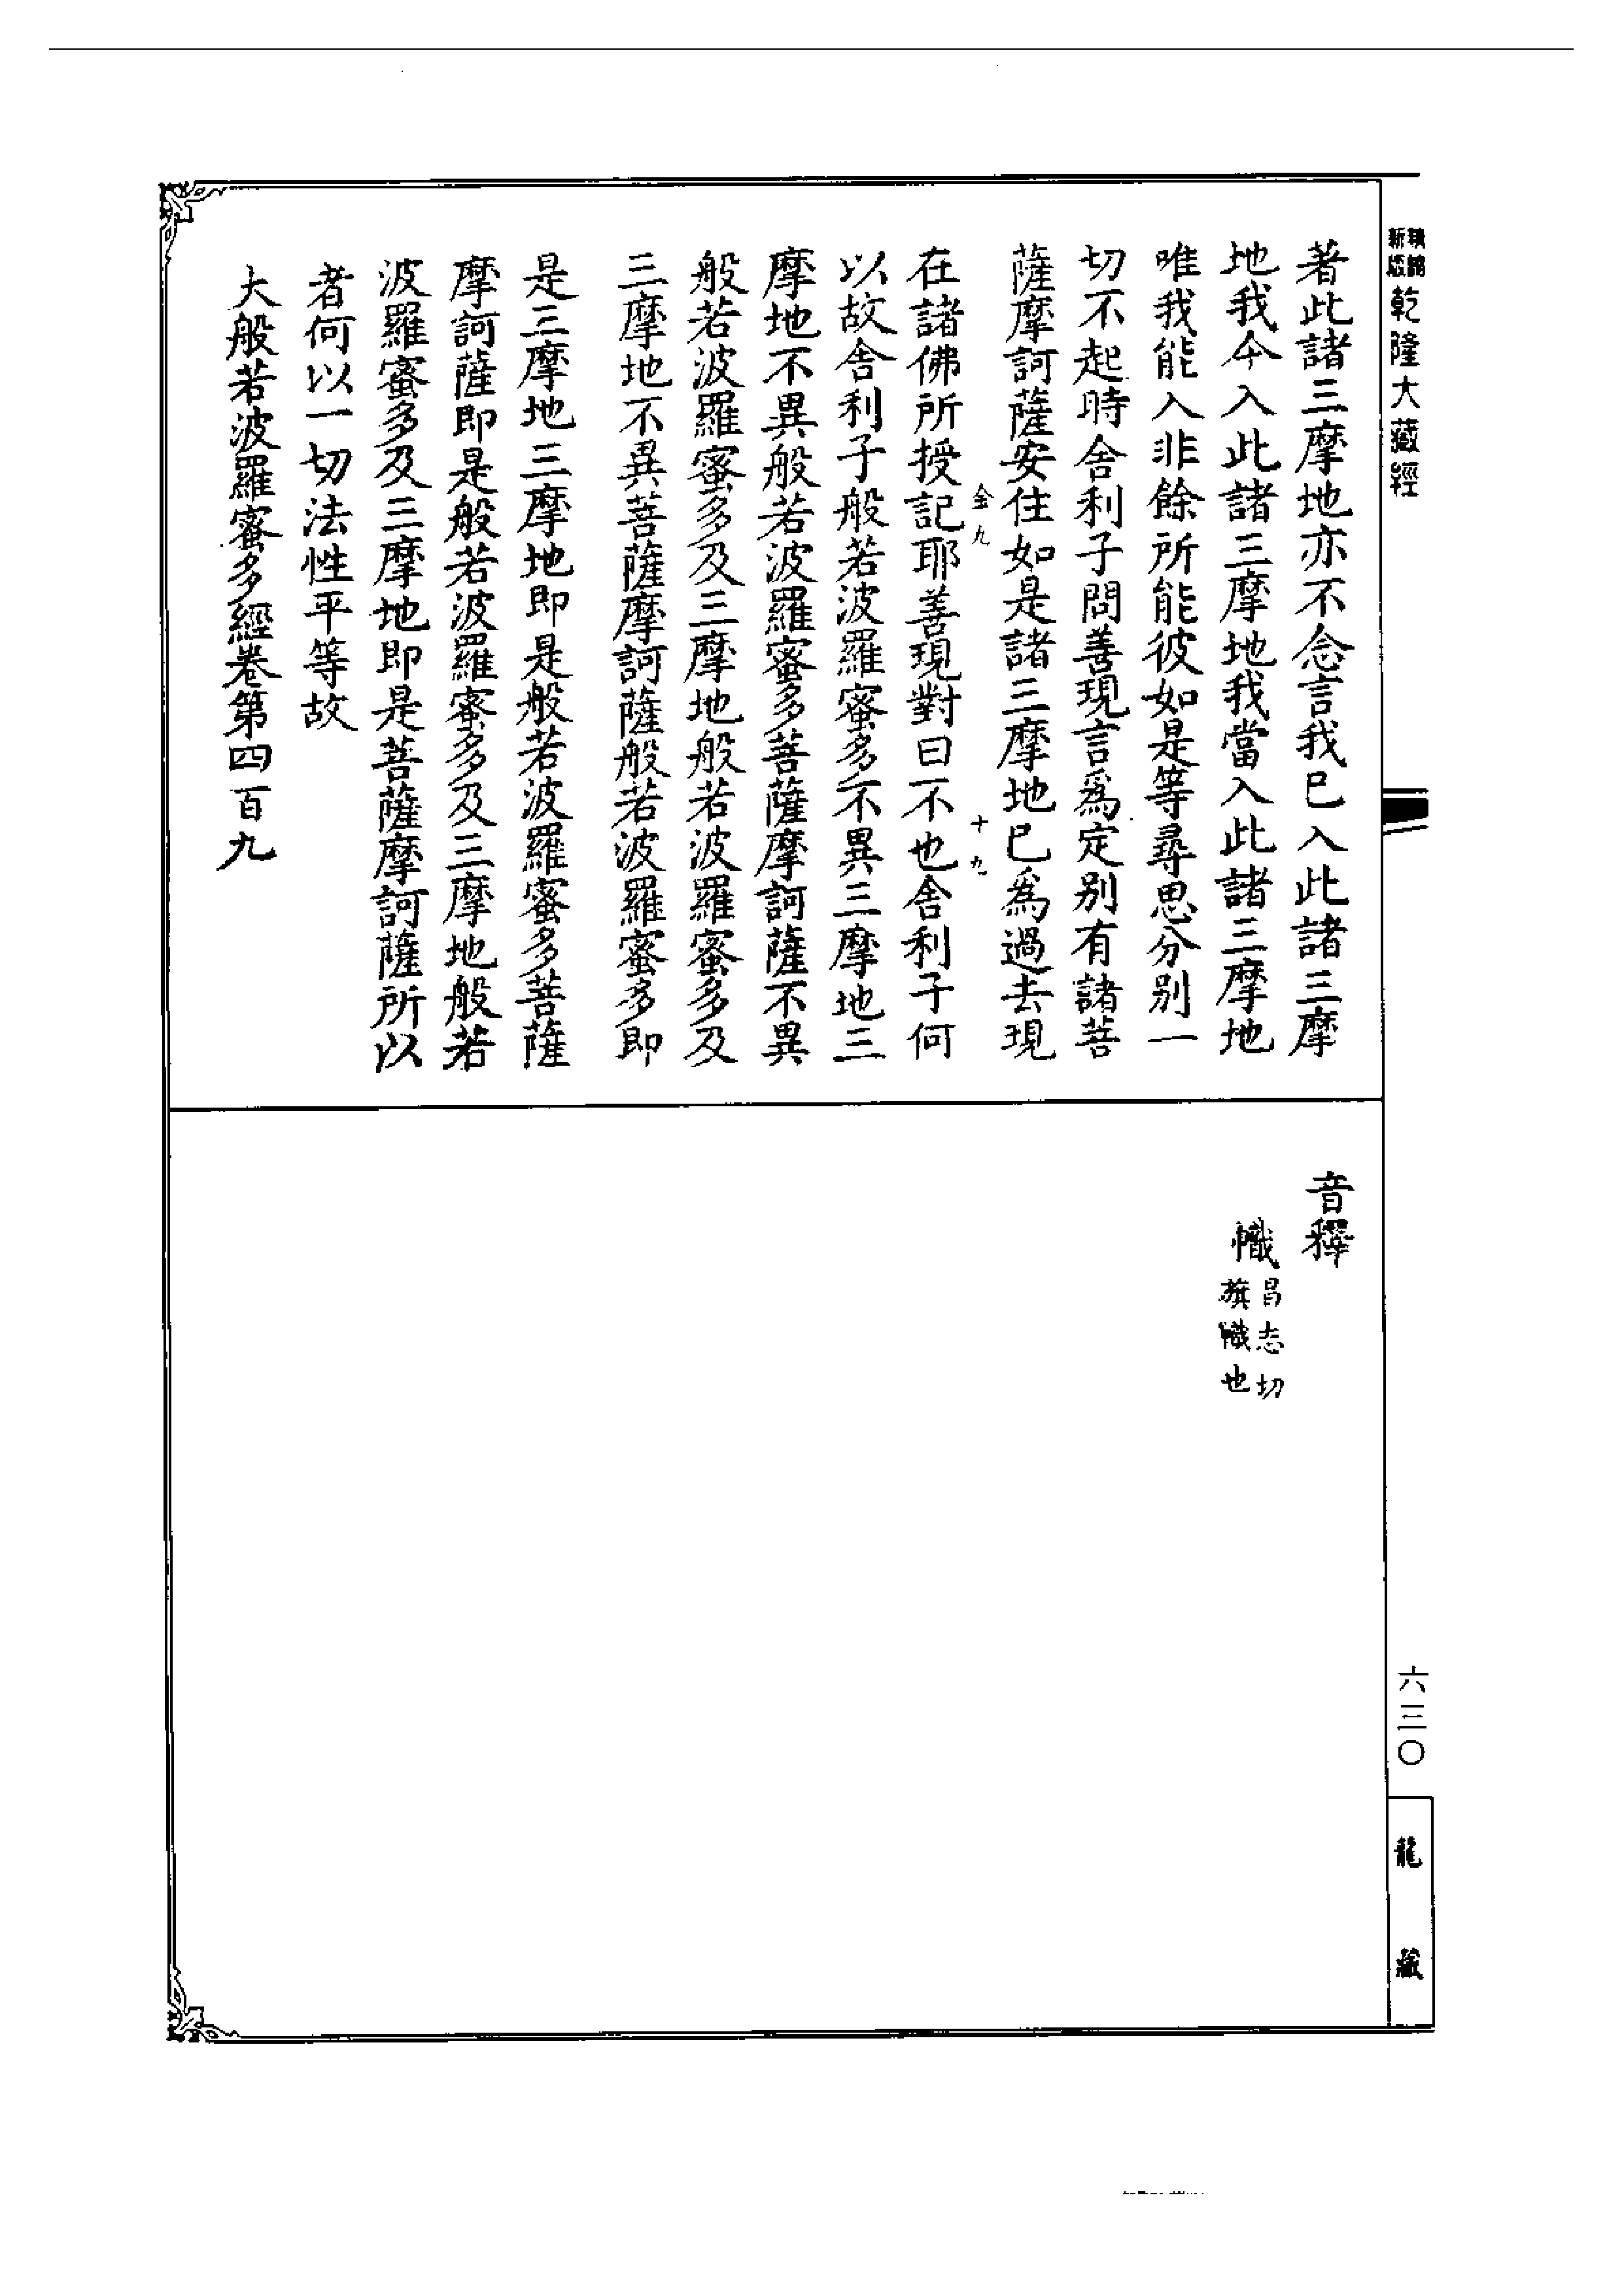 新版
乾隆大藏經
著此諸三摩地亦不念言我已入此諸三摩
地我今入此諸三摩地我當入此諸三摩地
唯我能入非餘所能彼如是等尋思分別一
切不起時舍利子問善現言爲定別有諸菩
薩摩訶薩安住如是諸三摩地已爲過去現
金九
十九
在諸佛所授記耶善現對曰不也舍利子何
以故舍利子般若波羅蜜多不異三摩地三
摩地不異般若波羅蜜多菩薩摩訶薩不異
般若波羅蜜多及三摩地般若波羅蜜多及
三摩地不異菩薩摩訶薩般若波羅蜜多即
是三摩地三摩地即是般若波羅蜜多菩薩
摩訶薩即是般若波羅蜜多及三摩地般若
波羅蜜多及三摩地即是菩薩摩訶薩所以
者何以一切法性平等故
大般若波羅蜜多經卷第四百九
音釋
幟昌志切
旗幟也
六三〇
龍藏